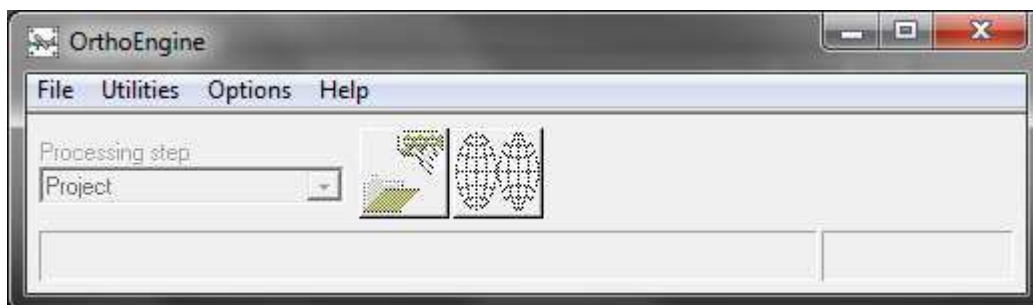 OrthoEngine
File Utilities Options Help
Processing step
Project